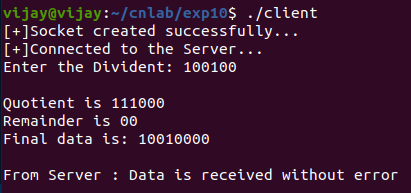 vijay@vijay:~/cnlab/exp10$ ./client
[+]Socket created successfully...
[+]Connected to the Server...
Enter the Divident: 100100
Quotient is 111000
Remainder is 00
Final data is: 10010000
From Server : Data is received without error